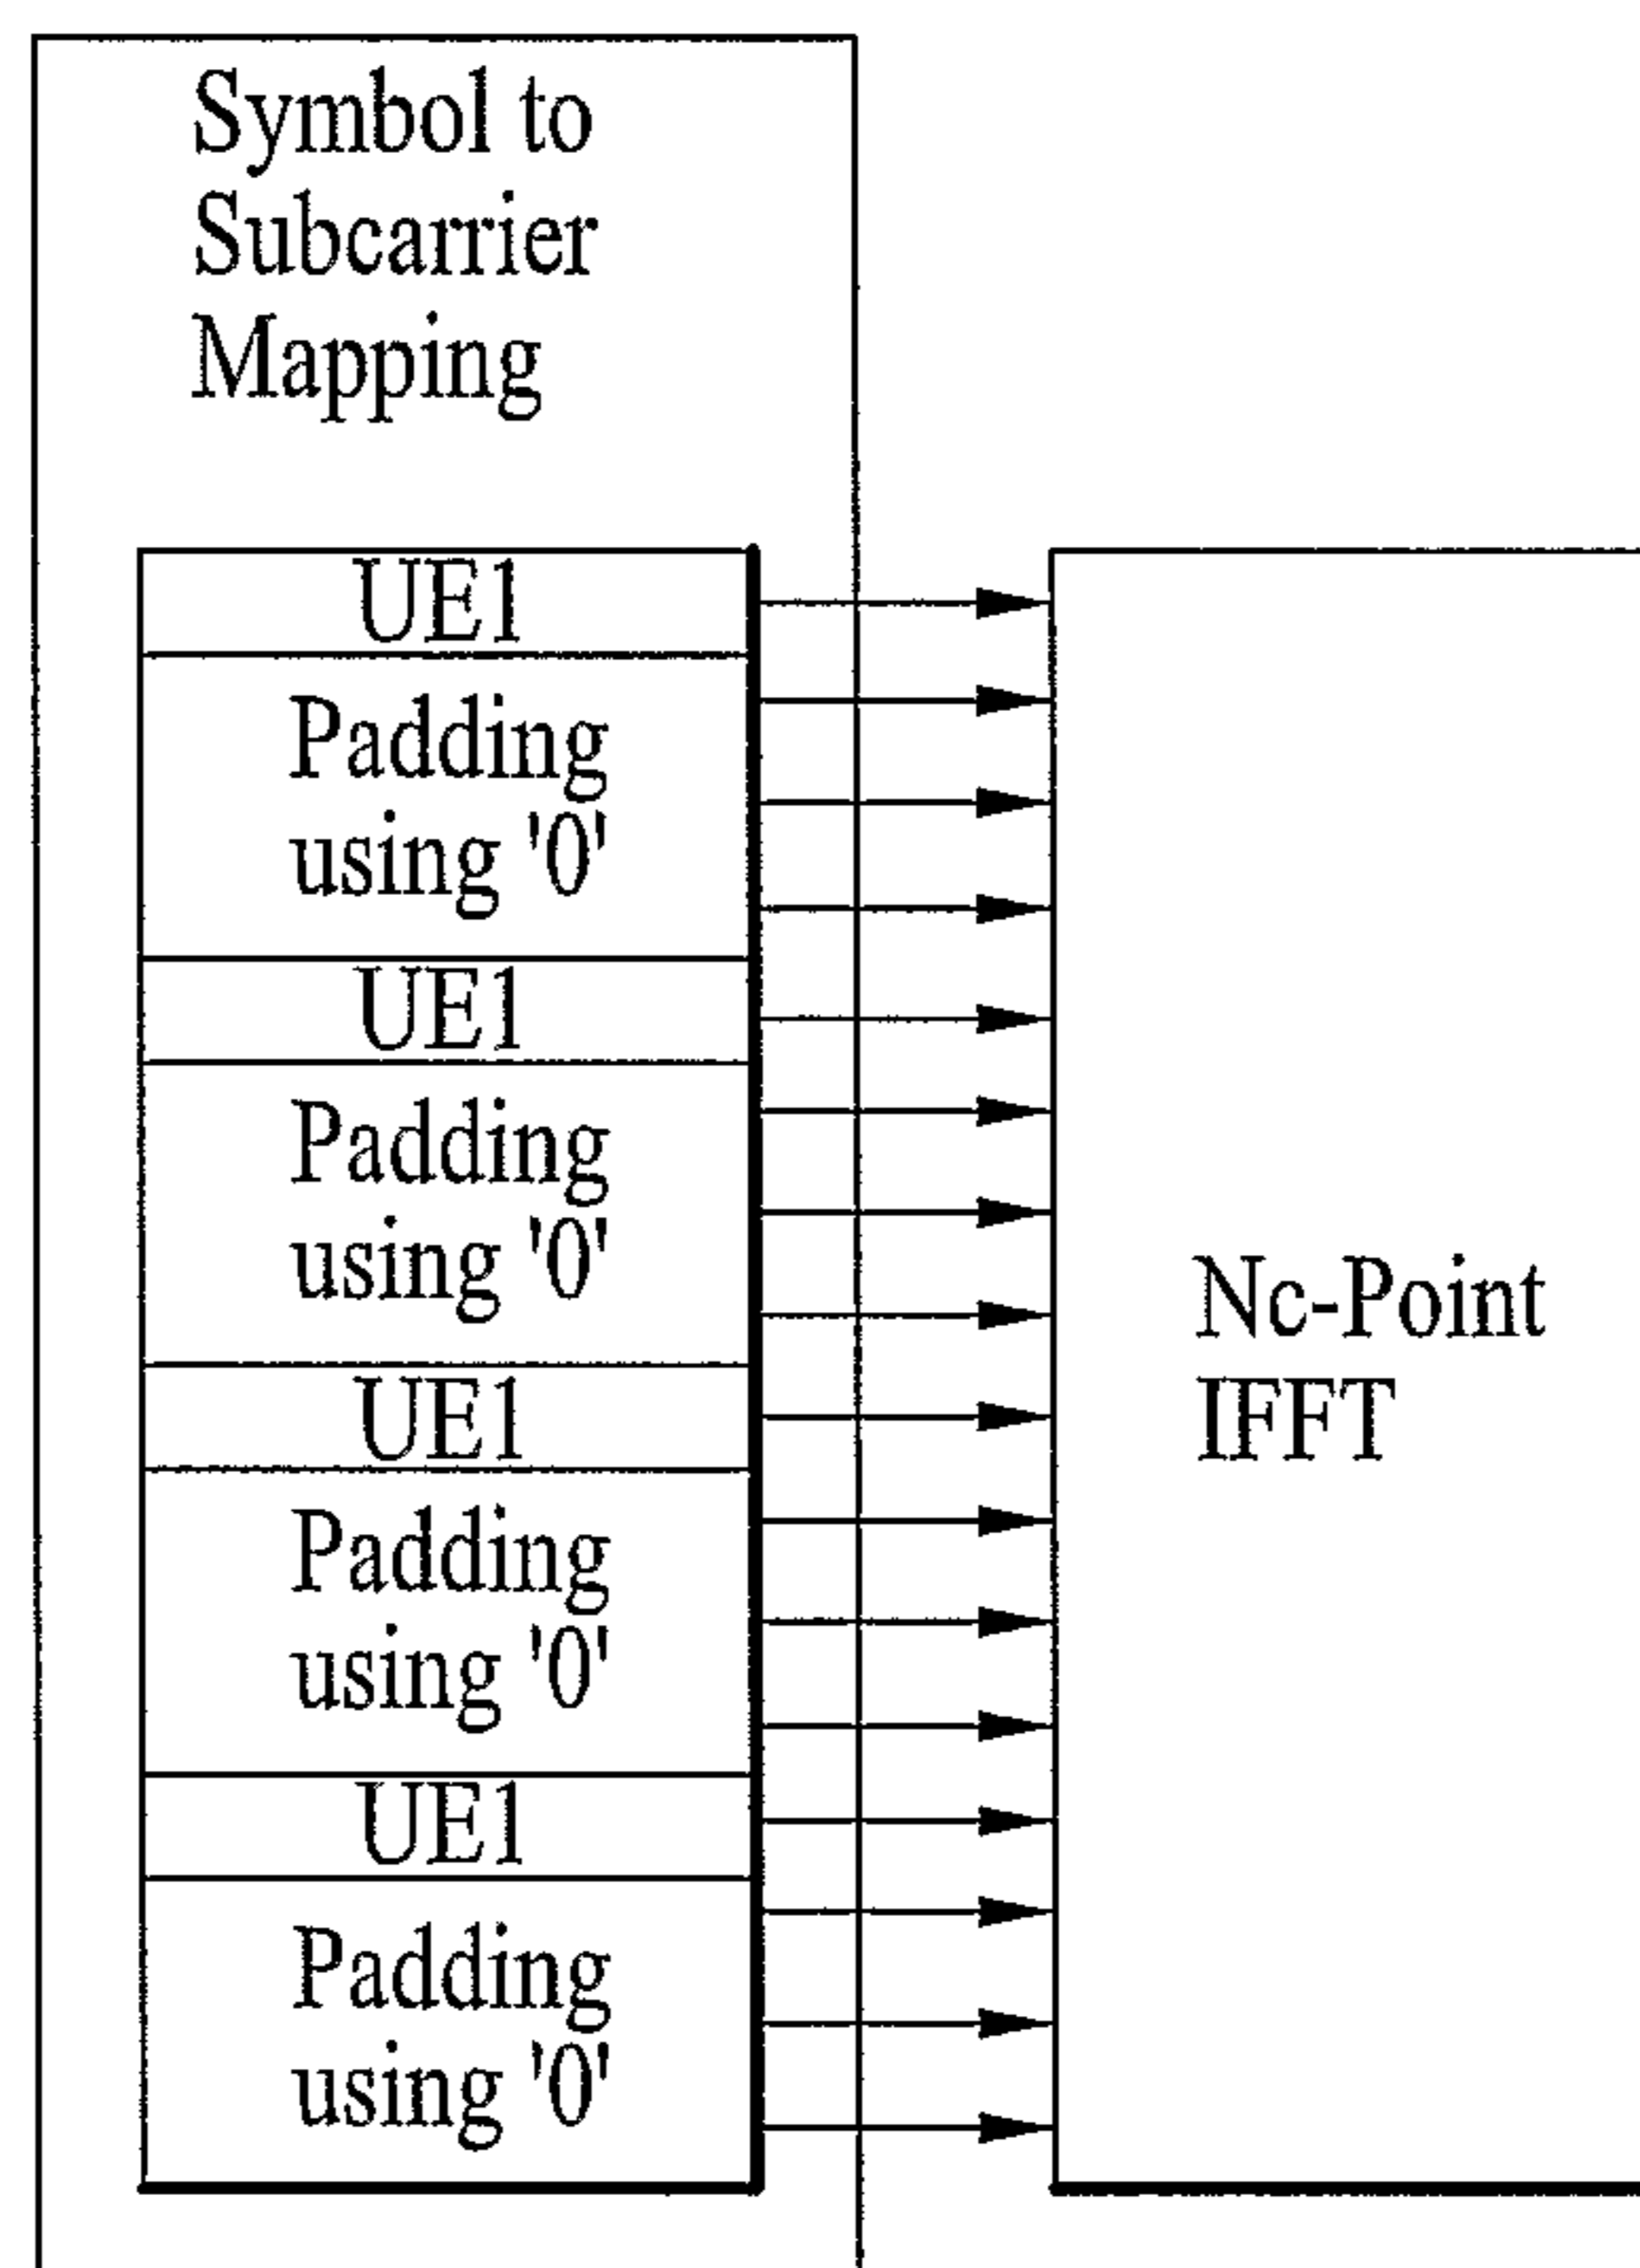 Symbol to
Subcarrier
Mapping
UE1
Padding
using '0'
UE1
Padding
using '0'
UE1
Padding
using '0'
UE1
Padding
using '0'
Nc-Point
IFFT